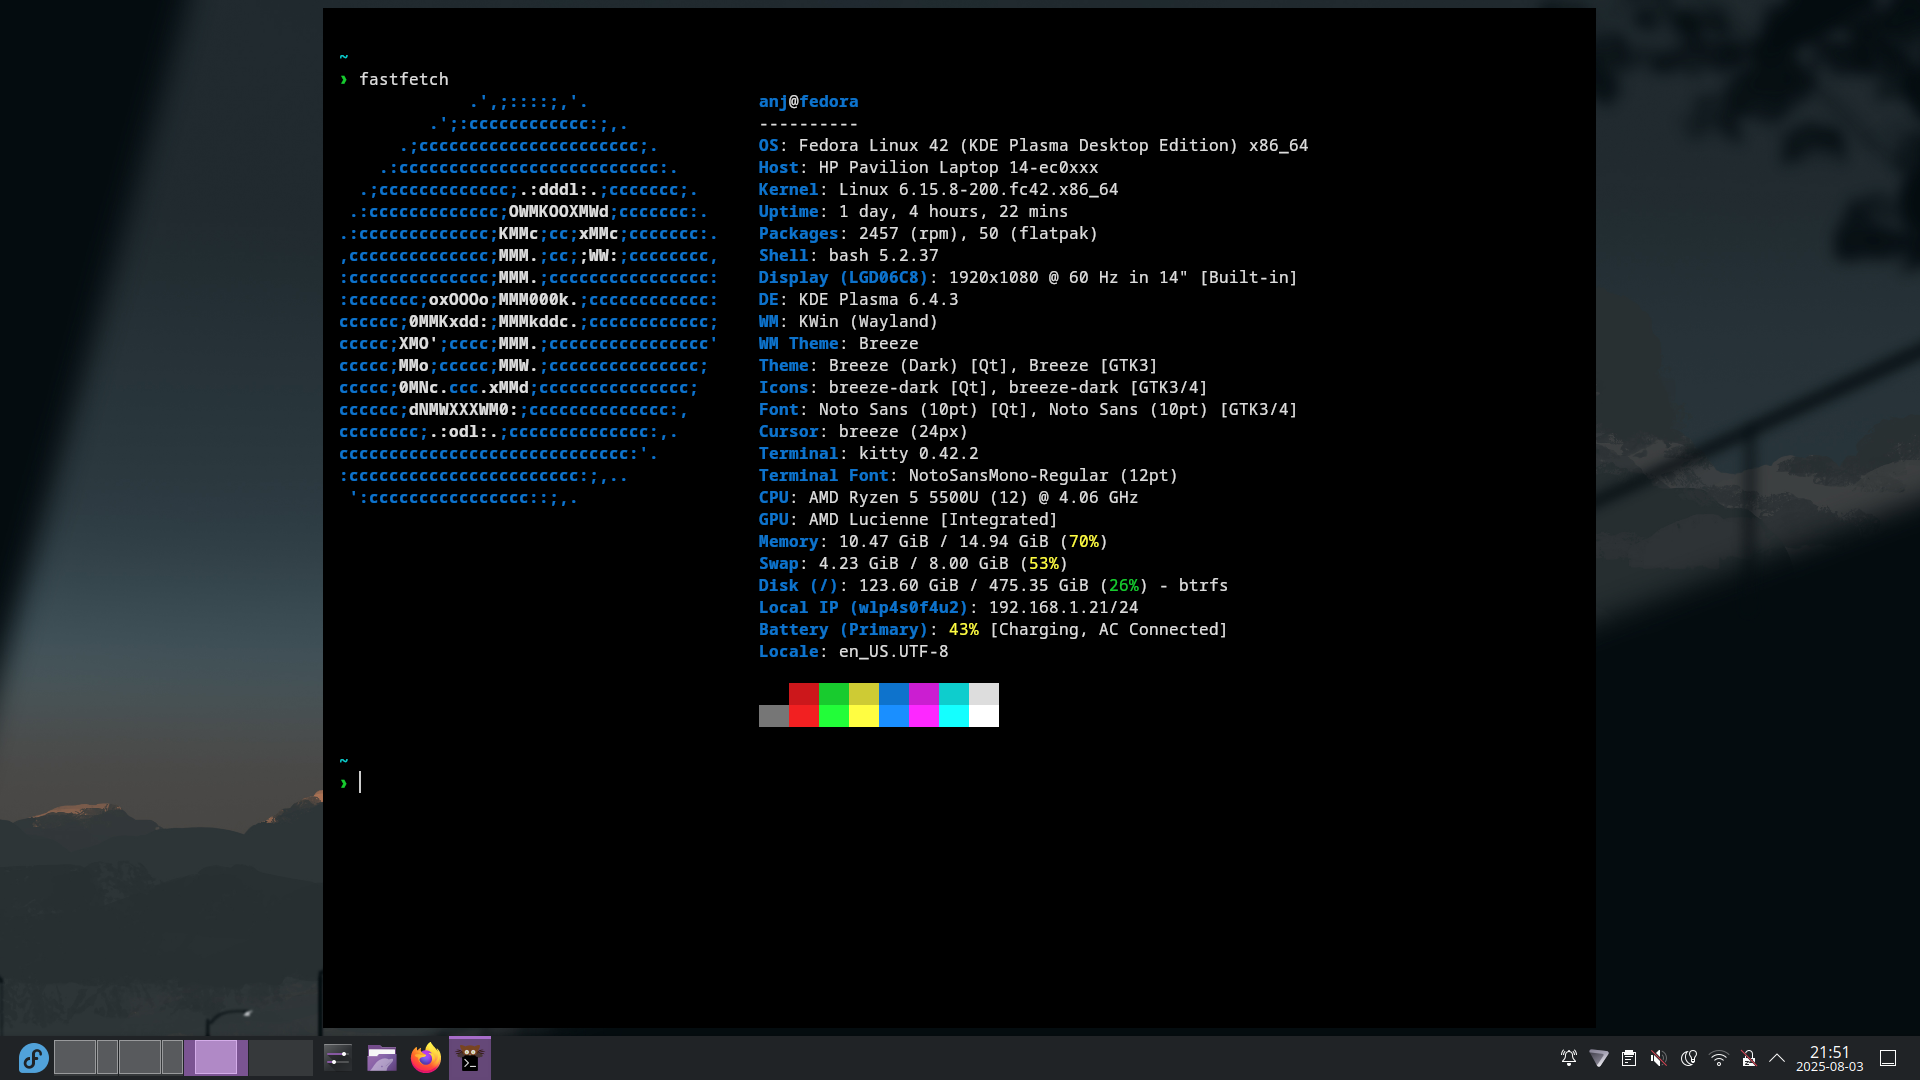 ~
› fastfetch
             .',;::::;,'.                 anj@fedora
         .';:cccccccccccc:;,.             ----------
      .;cccccccccccccccccccccc;.          OS: Fedora Linux 42 (KDE Plasma Desktop Edition) x86_64
    .:cccccccccccccccccccccccccc:.        Host: HP Pavilion Laptop 14-ec0xxx
  .;ccccccccccccc;.:dddl:.;ccccccc;.      Kernel: Linux 6.15.8-200.fc42.x86_64
 .:ccccccccccccc;OWMKOOXMWd;ccccccc:.     Uptime: 1 day, 4 hours, 22 mins
.:ccccccccccccc;KMMc;cc;xMMc;ccccccc:.    Packages: 2457 (rpm), 50 (flatpak)
,cccccccccccccc;MMM.;cc;;WW:;cccccccc,    Shell: bash 5.2.37
:cccccccccccccc;MMM.;cccccccccccccccc:    Display (LGD06C8): 1920x1080 @ 60 Hz in 14" [Built-in]
:ccccccc;oxOOOo;MMM000k.;cccccccccccc:    DE: KDE Plasma 6.4.3
cccccc;0MMKxdd:;MMMkddc.;cccccccccccc;    WM: KWin (Wayland)
ccccc;XMO';cccc;MMM.;cccccccccccccccc'    WM Theme: Breeze
ccccc;MMo;ccccc;MMW.;ccccccccccccccc;     Theme: Breeze (Dark) [Qt], Breeze [GTK3]
ccccc;0MNc.ccc.xMMd;ccccccccccccccc;      Icons: breeze-dark [Qt], breeze-dark [GTK3/4]
cccccc;dNMWXXXWM0:;cccccccccccccc:,       Font: Noto Sans (10pt) [Qt], Noto Sans (10pt) [GTK3/4]
cccccccc;.:odl:.;cccccccccccccc:,.        Cursor: breeze (24px)
ccccccccccccccccccccccccccccc:'.          Terminal: kitty 0.42.2
:ccccccccccccccccccccccc:;,..             Terminal Font: NotoSansMono-Regular (12pt)
 ':cccccccccccccccc::;,.                  CPU: AMD Ryzen 5 5500U (12) @ 4.06 GHz
GPU: AMD Lucienne [Integrated]
Memory: 10.47 GiB / 14.94 GiB (70%)
Swap: 4.23 GiB / 8.00 GiB (53%)
Disk (/): 123.60 GiB / 475.35 GiB (26%) - btrfs
Local IP (wlp4s0f4u2): 192.168.1.21/24
Battery (Primary): 43% [Charging, AC Connected]
Locale: en_US.UTF-8
~
›
21:51
2025-08-03